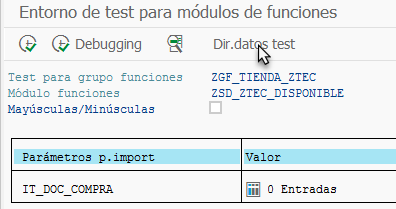 Entorno de test para módulos de funciones
Debugging Dir.datos test
Test para grupo funciones ZGF_TIENDA_ZTEC
Módulo funciones ZSD_ZTEC_DISPONIBLE
Mayúsculas/Minúsculas
Parámetros p.import Valor
IT_DOC_COMPRA 0 Entradas